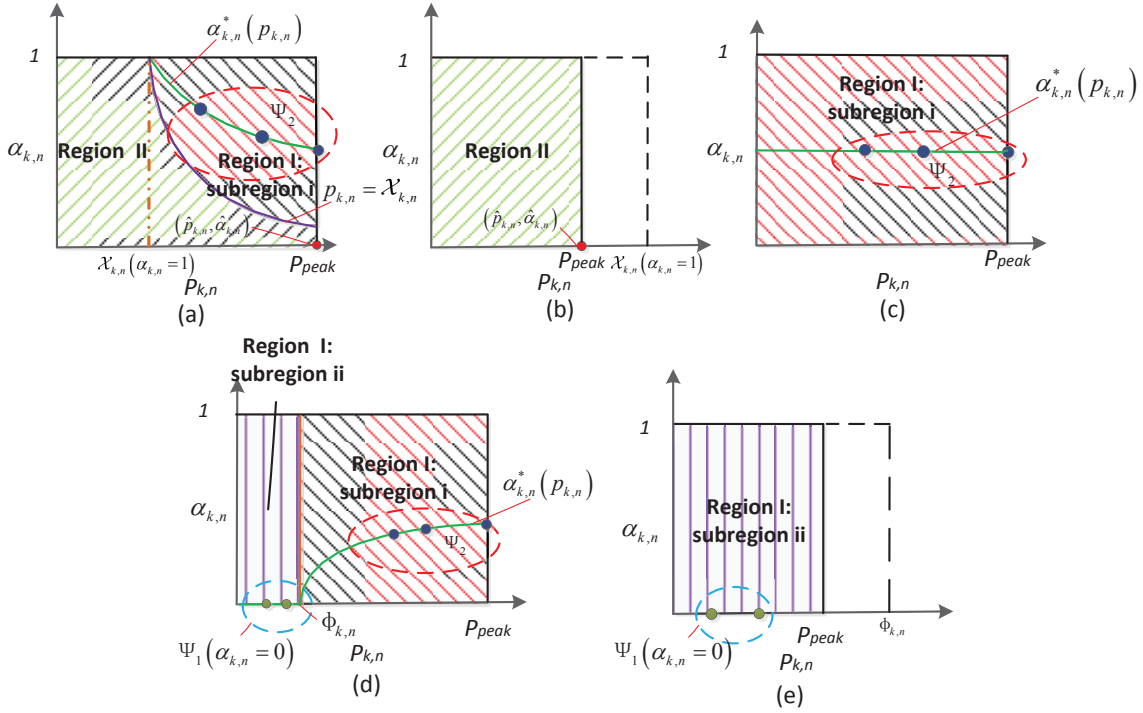 1
α*k,n(pk,n)
Ψ2
αk,n
Region II
Region I:
subregion i
pk,n = 𝒳k,n
(p̂k,n, α̂k,n)
𝒳k,n(αk,n=1)
Ppeak
Pk,n
(a)
1
αk,n
Region II
(p̂k,n, α̂k,n)
Ppeak
𝒳k,n(αk,n=1)
Pk,n
(b)
1
Region I:
subregion i
α*k,n(pk,n)
αk,n
Ψ2
Ppeak
Pk,n
(c)
Region I:
subregion ii
1
Region I:
subregion i
α*k,n(pk,n)
αk,n
Ψ2
Φk,n
Ppeak
Ψ1(αk,n=0)
Pk,n
(d)
1
Region I:
subregion ii
αk,n
Ppeak
Φk,n
Ψ1(αk,n=0)
Pk,n
(e)